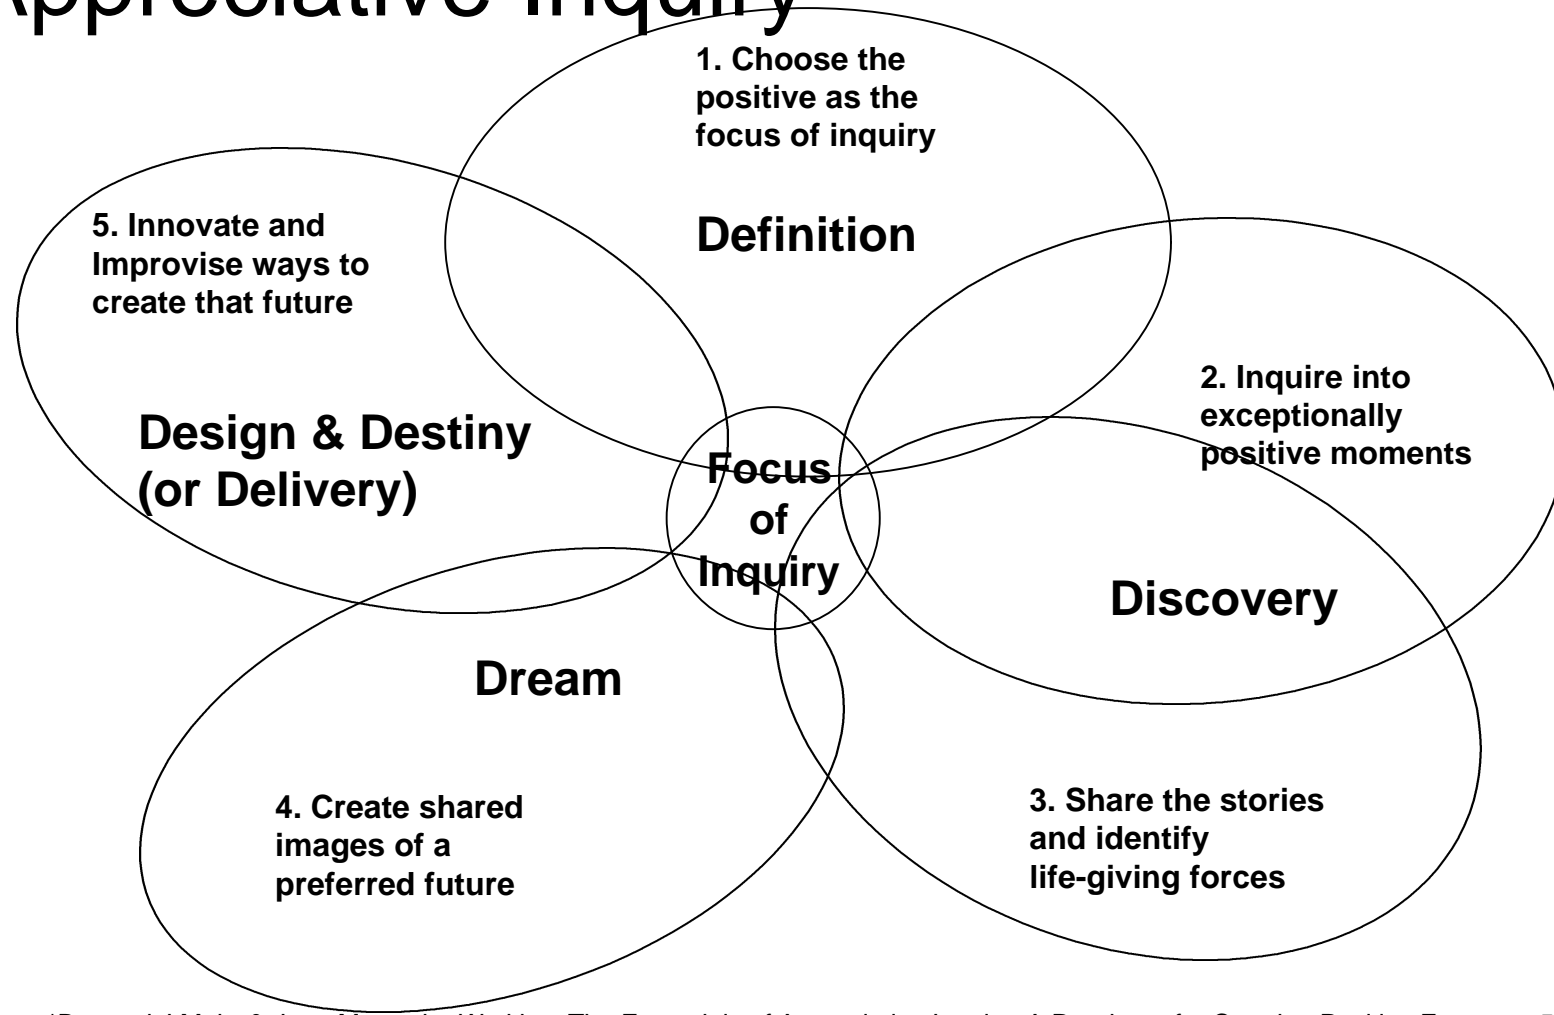 Appreciative Inquiry
1. Choose the
positive as the
focus of inquiry
Definition
5. Innovate and
Improvise ways to
create that future
Design & Destiny
(or Delivery)
2. Inquire into
exceptionally
positive moments
Focus
of
Inquiry
Discovery
Dream
4. Create shared
images of a
preferred future
3. Share the stories
and identify
life-giving forces